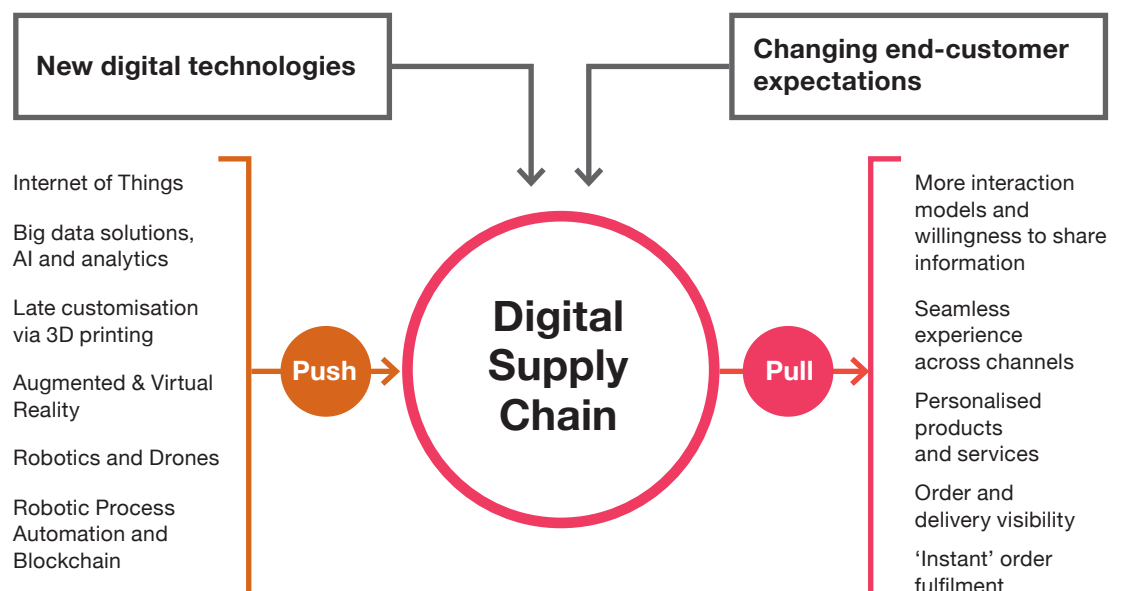 New digital technologies
Changing end-customer
expectations
Internet of Things
Big data solutions,
AI and analytics
Late customisation
via 3D printing
Augmented & Virtual
Reality
Robotics and Drones
Robotic Process
Automation and
Blockchain
Push
Digital
Supply
Chain
Pull
More interaction
models and
willingness to share
information
Seamless
experience
across channels
Personalised
products
and services
Order and
delivery visibility
‘Instant’ order
fulfilment